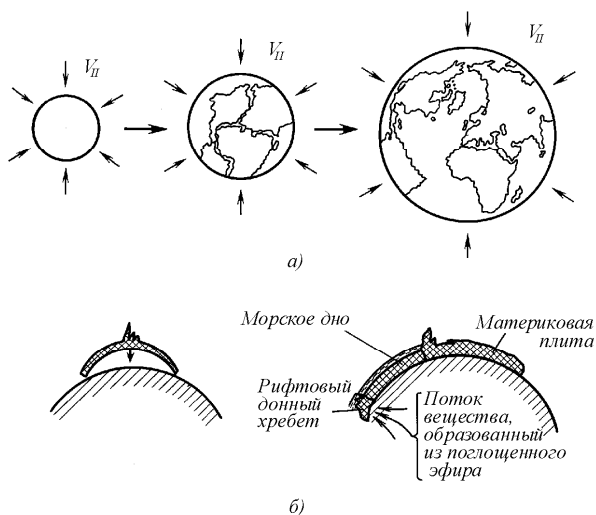 V_II
V_II
V_II
а)
Морское дно
Материковая
плита
Рифтовый
донный
хребет
Поток
вещества,
образованный
из поглощенного
эфира
б)